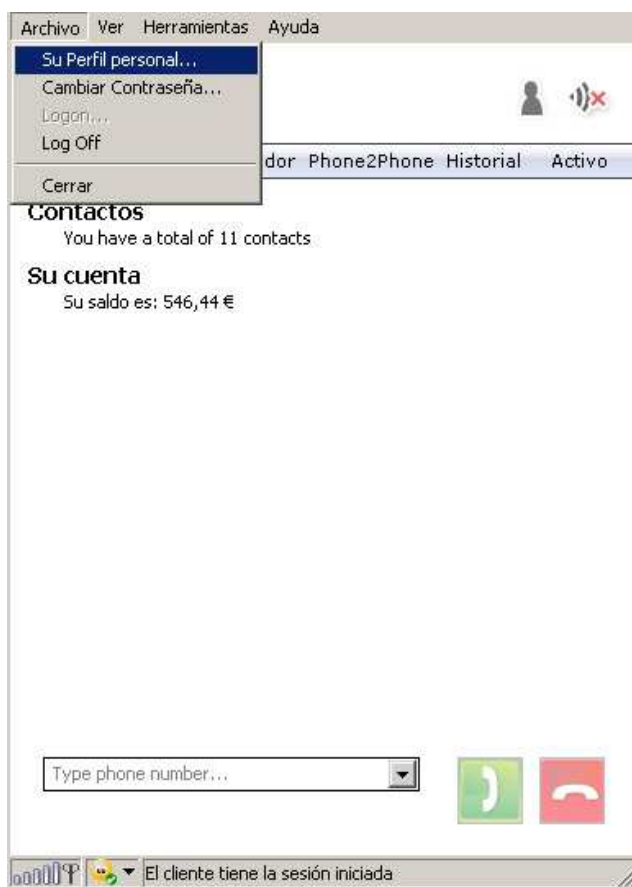 Archivo Ver Herramientas Ayuda
Su Perfil personal...
Cambiar Contraseña...
Logon...
Log Off
Cerrar
dor Phone2Phone Historial Activo
Contactos
You have a total of 11 contacts
Su cuenta
Su saldo es: 546,44 €
Type phone number...
El cliente tiene la sesión iniciada